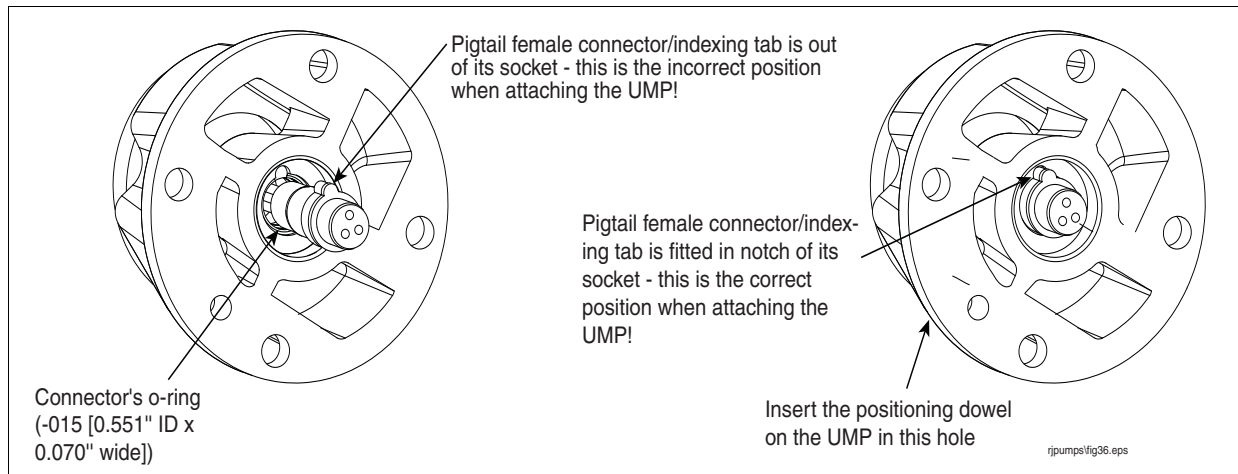 Pigtail female connector/indexing tab is out
of its socket - this is the incorrect position
when attaching the UMP!
Pigtail female connector/index-
ing tab is fitted in notch of its
socket - this is the correct
position when attaching the
UMP!
Connector's o-ring
(-015 [0.551" ID x
0.070" wide])
Insert the positioning dowel
on the UMP in this hole
rjpumps\fig36.eps